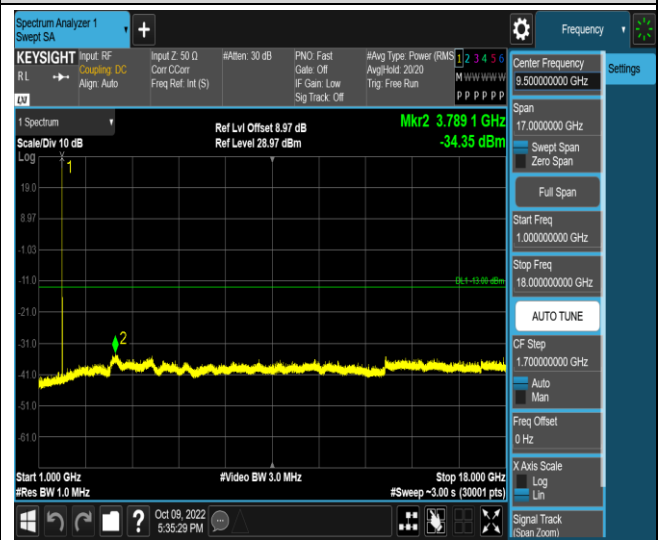 Spectrum Analyzer 1
Swept SA
Frequency
KEYSIGHT
Input: RF
Coupling: DC
Align: Auto
R L
LNI
Input Z: 50 Ω
Corr CCorr
Freq Ref: Int (S)
#Atten: 30 dB
PNO: Fast
Gate: Off
IF Gain: Low
Sig Track: Off
#Avg Type: Power (RMS
Avg|Hold: 20/20
Trig: Free Run
1 2 3 4 5 6
M W W W W W
P P P P P P
1 Spectrum
Scale/Div 10 dB
Ref Lvl Offset 8.97 dB
Ref Level 28.97 dBm
Mkr2 3.789 1 GHz
-34.35 dBm
Log
1
19.0
8.97
-1.03
-11.0
DL1 -13.00 dBm
-21.0
-31.0
2
-41.0
-51.0
-61.0
Start 1.000 GHz
#Res BW 1.0 MHz
#Video BW 3.0 MHz
Stop 18.000 GHz
#Sweep ~3.00 s (30001 pts)
Center Frequency
9.500000000 GHz
Settings
Span
17.0000000 GHz
Swept Span
Zero Span
Full Span
Start Freq
1.000000000 GHz
Stop Freq
18.000000000 GHz
AUTO TUNE
CF Step
1.700000000 GHz
Auto
Man
Freq Offset
0 Hz
X Axis Scale
Log
Lin
Signal Track
(Span Zoom)
?
Oct 09, 2022
5:35:29 PM